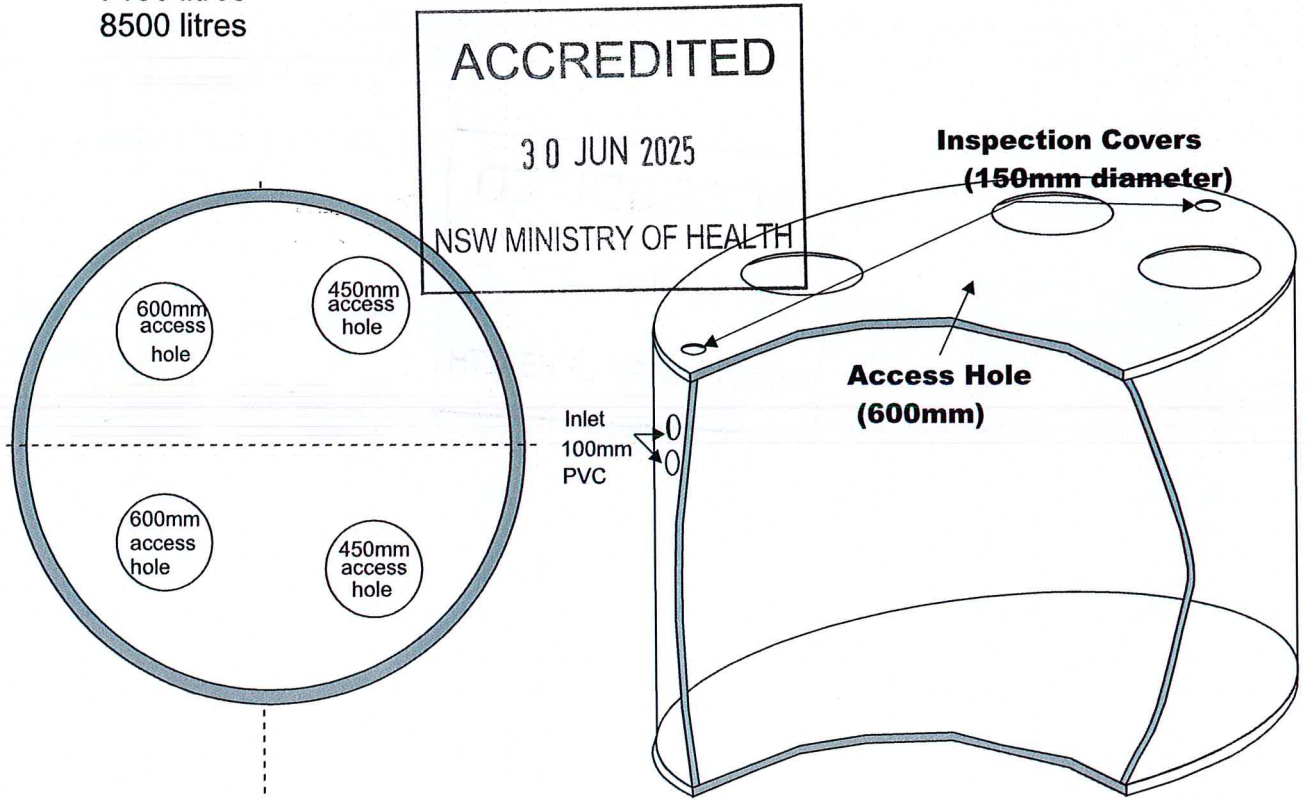 8500 litres
ACCREDITED
30 JUN 2025
NSW MINISTRY OF HEALTH
Inspection Covers
(150mm diameter)
600mm
access
hole
450mm
access
hole
Access Hole
(600mm)
Inlet
100mm
PVC
600mm
access
hole
450mm
access
hole